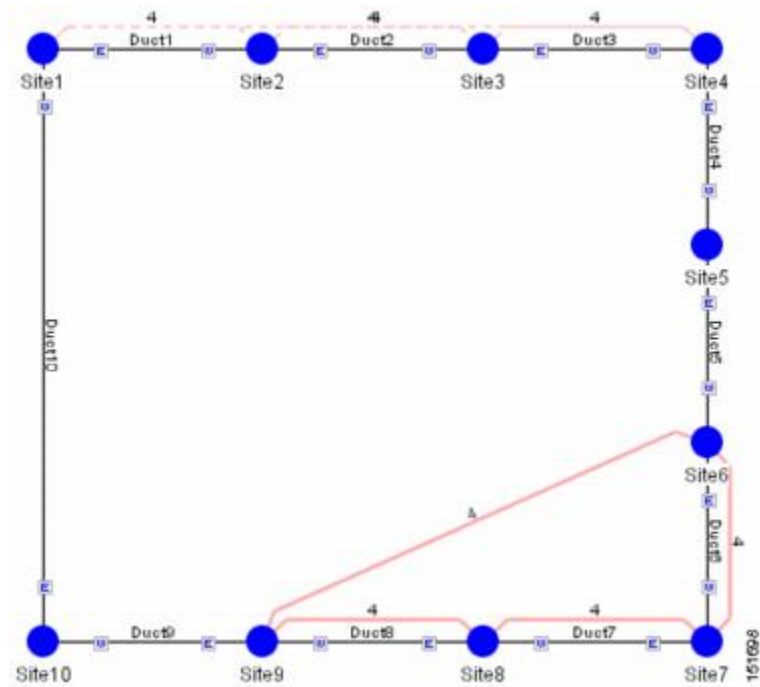 4 4 4
Duct1 Duct2 Duct3
E W E W E W
Site1 Site2 Site3 Site4
W
E
Duct4
W
Site5
E
Duct10
Duct5
W
Site6
4
E
Duct6
4
E
W
4 4
Duct9 Duct8 Duct7
W E W E W E
Site10 Site9 Site8 Site7
151698